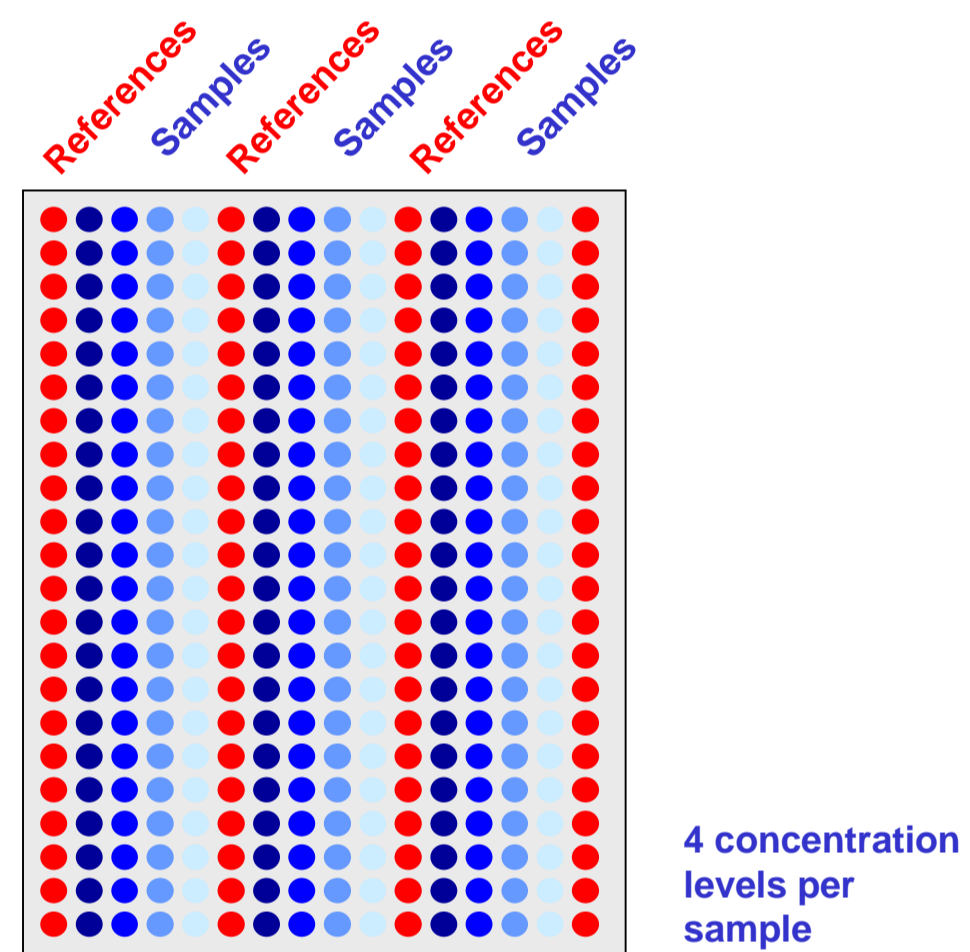 References
Samples
References
Samples
References
Samples
4 concentration
levels per
sample